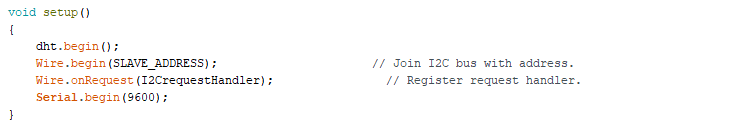 void setup()
{
    dht.begin();
    Wire.begin(SLAVE_ADDRESS);                     // Join I2C bus with address.
    Wire.onRequest(I2CrequestHandler);               // Register request handler.
    Serial.begin(9600);
}